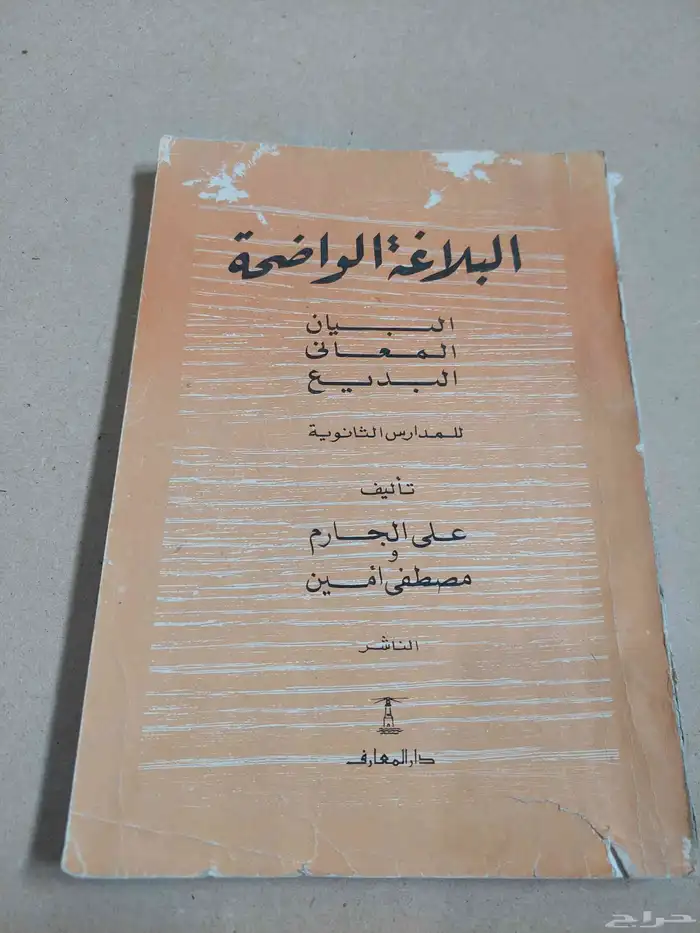 البلاغة الواضحة
البيان
المعانى
البديع
للمدارس الثانوية
تأليف
على الجارم
و
مصطفى أمين
الناشر
دار المعارف
حراج